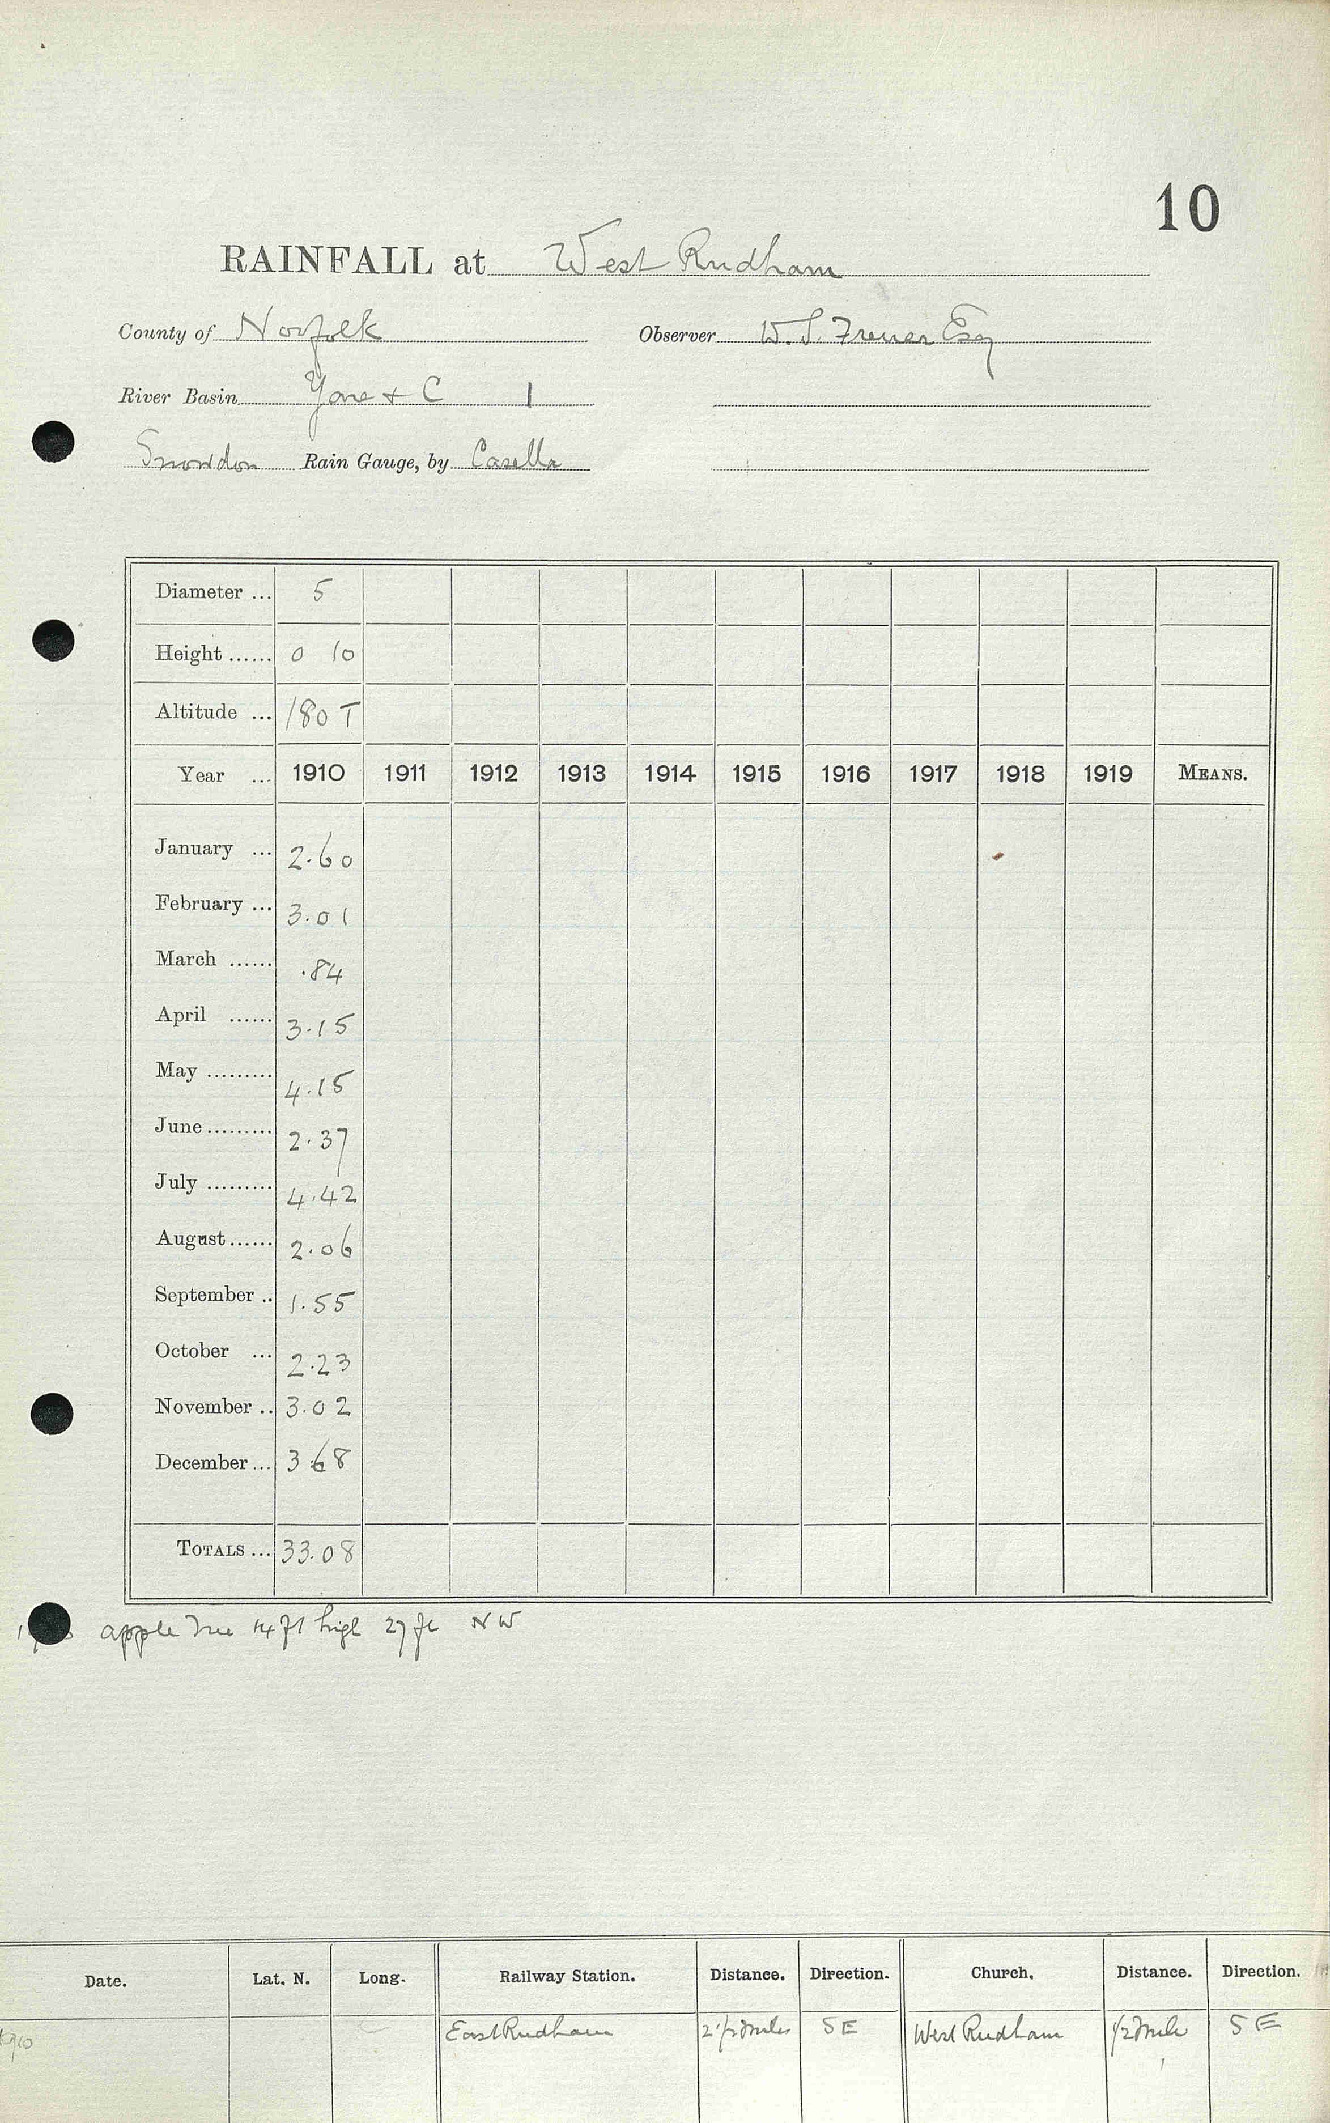 10
RAINFALL at West Rudham
County of Norfolk Observer W. S. Esq
River Basin Yare & C 1
Snowdon Rain Gauge, by Casella
Diameter ... 5
Height ...... 0 10
Altitude ... 180 T
Year ... 1910 1911 1912 1913 1914 1915 1916 1917 1918 1919 MEANS.
January ... 2.60
February ... 3.01
March ...... .84
April ...... 3.15
May ......... 4.15
June ......... 2.37
July ......... 4.42
August ...... 2.06
September .. 1.55
October ... 2.23
November .. 3.02
December ... 3.68
TOTALS ... 33.08
apple Tree 14 ft high 27 ft NW
Date. Lat. N. Long. Railway Station. Distance. Direction. Church. Distance. Direction.
East Rudham 2 1/2 miles SE West Rudham 1/2 mile SE